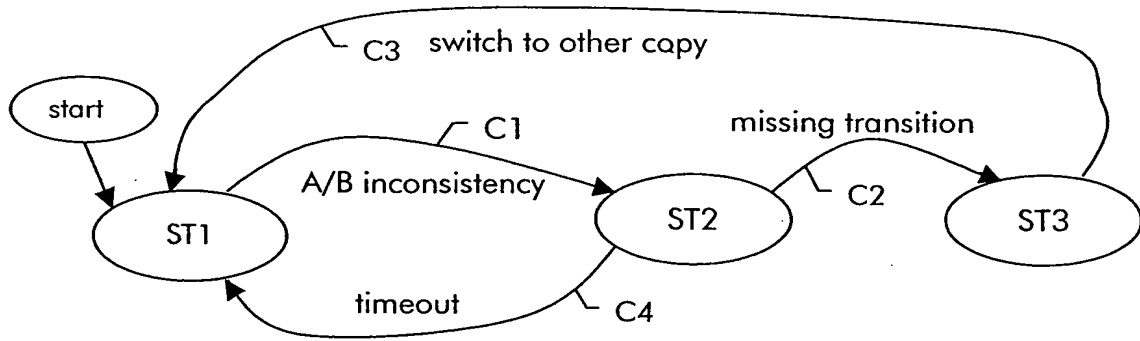 C3 switch to other copy
start
C1
missing transition
A/B inconsistency
C2
ST1
ST2
ST3
timeout
C4